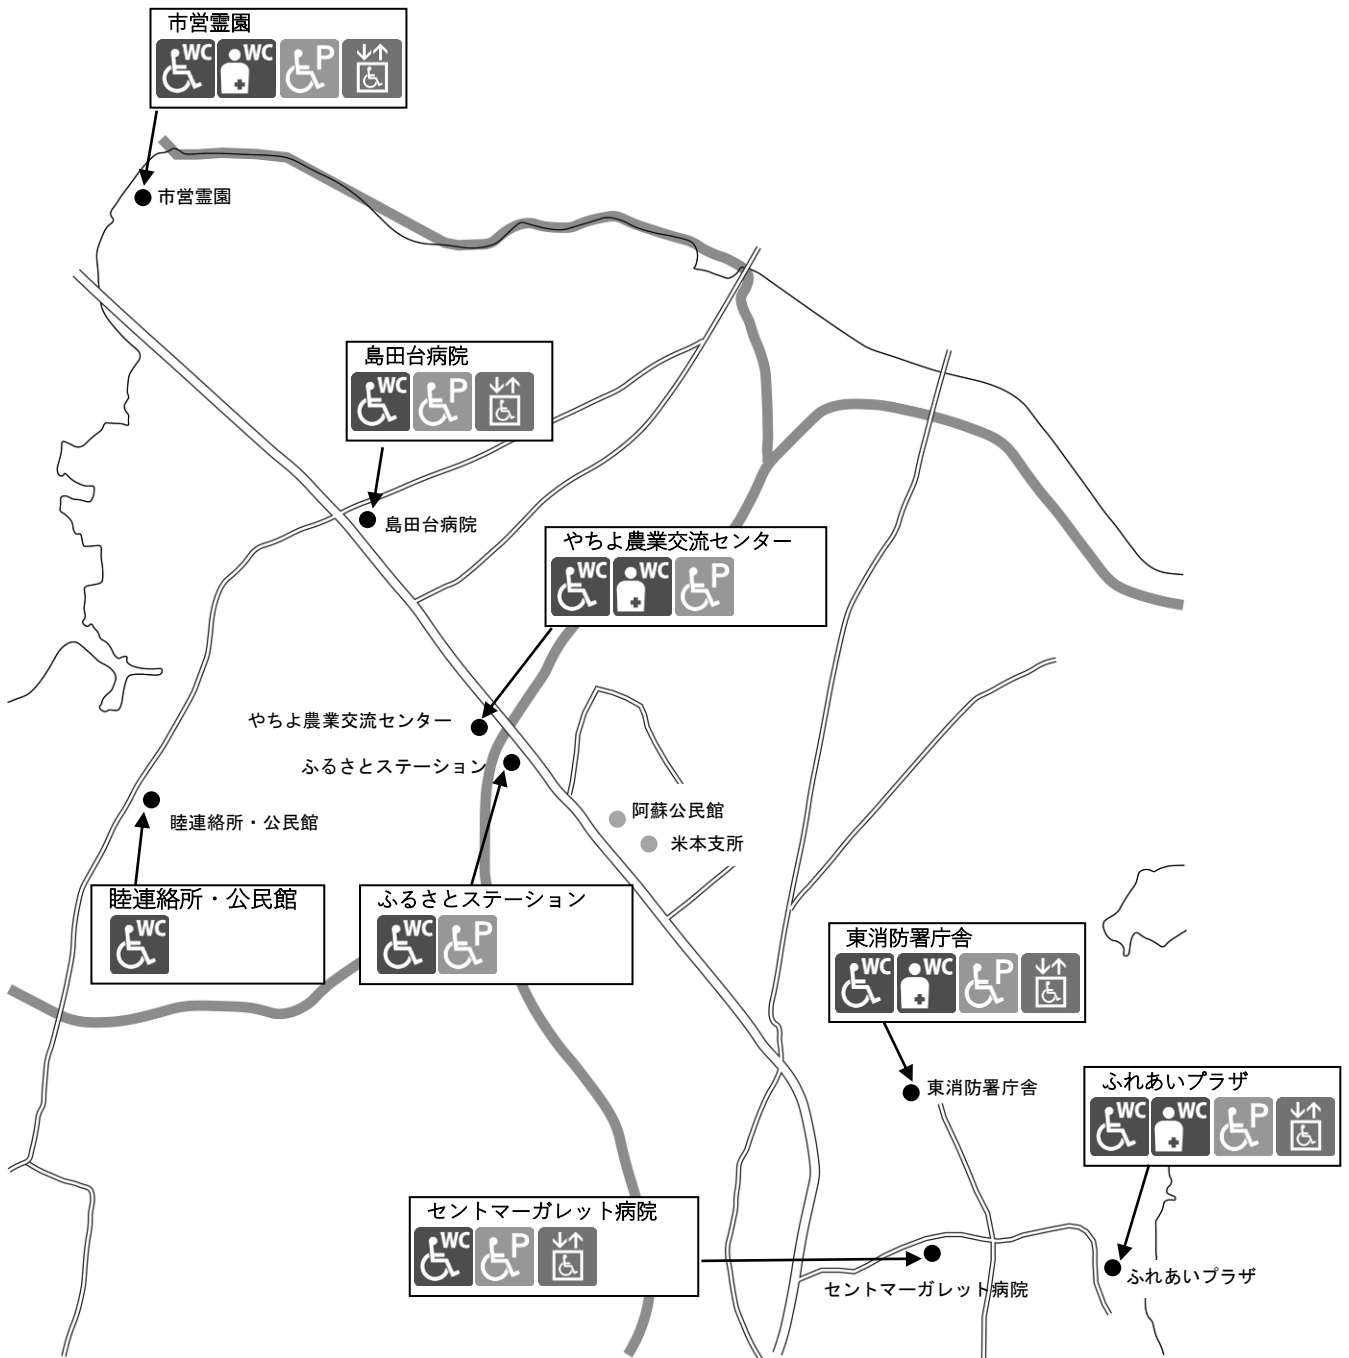 市営霊園
WC WC P
市営霊園
島田台病院
WC P
島田台病院
やちよ農業交流センター
WC WC P
やちよ農業交流センター
ふるさとステーション
阿蘇公民館
米本支所
睦連絡所・公民館
睦連絡所・公民館
WC
ふるさとステーション
WC P
東消防署庁舎
WC WC P
東消防署庁舎
ふれあいプラザ
WC WC P
セントマーガレット病院
WC P
セントマーガレット病院
ふれあいプラザ